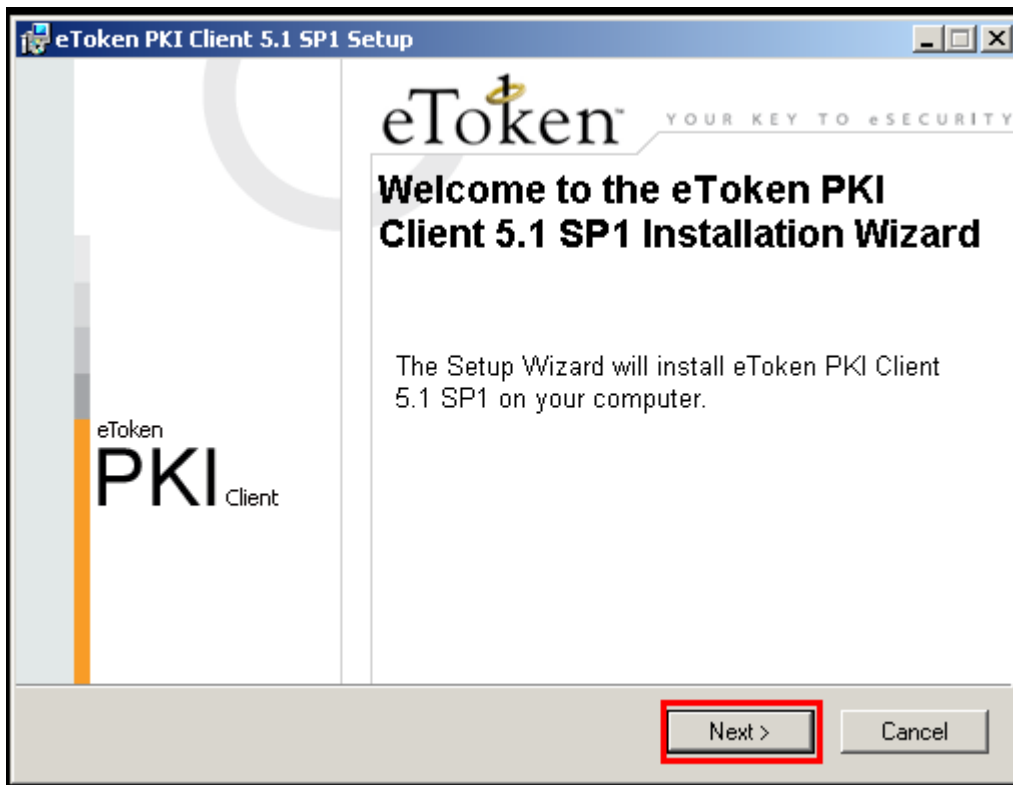 eToken PKI Client 5.1 SP1 Setup
eToken™ YOUR KEY TO eSECURITY
Welcome to the eToken PKI
Client 5.1 SP1 Installation Wizard
The Setup Wizard will install eToken PKI Client
5.1 SP1 on your computer.
eToken
PKI Client
Next >
Cancel